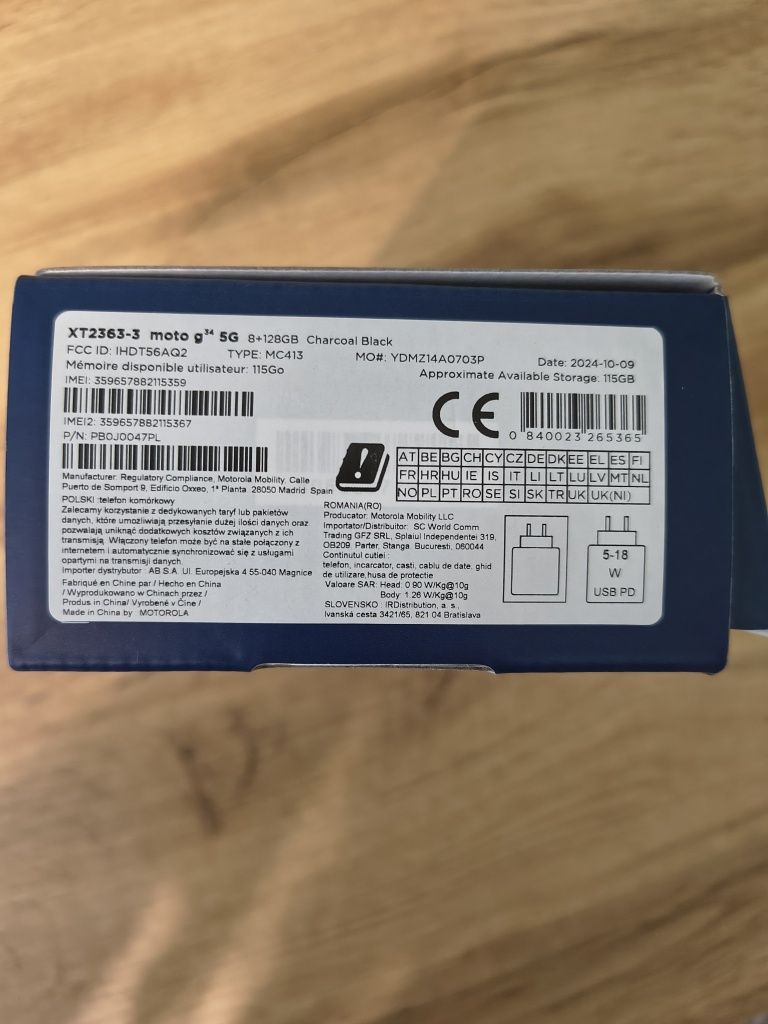 XT2363-3 moto g³⁴ 5G 8+128GB Charcoal Black
FCC ID: IHDT56AQ2 TYPE: MC413 MO#: YDMZ14A0703P Date: 2024-10-09
Mémoire disponible utilisateur: 115Go Approximate Available Storage: 115GB
IMEI: 359657882115359
IMEI2: 359657882115367
P/N: PB0J0047PL
CE
0 840023 265365
AT BE BG CH CY CZ DE DK EE EL ES FI
FR HR HU IE IS IT LI LT LU LV MT NL
NO PL PT RO SE SI SK TR UK UK(NI)
Manufacturer: Regulatory Compliance, Motorola Mobility, Calle
Puerto de Somport 9, Edificio Oxxeo, 1ª Planta 28050 Madrid Spain
POLSKI :telefon komórkowy
Zalecamy korzystanie z dedykowanych taryf lub pakietów
danych, które umożliwiają przesyłanie dużej ilości danych oraz
pozwalają uniknąć dodatkowych kosztów związanych z ich
transmisją. Włączony telefon może być na stałe połączony z
internetem i automatycznie synchronizować się z usługami
opartymi na transmisji danych.
Importer dystrybutor AB S.A. Ul. Europejska 4 55-040 Magnice
Fabriqué en Chine par / Hecho en China
/ Wyprodukowano w Chinach przez /
Produs in China/ Vyrobené v Číne /
Made in China by MOTOROLA
ROMANIA(RO)
Producator: Motorola Mobility LLC
Importator/Distributor: SC World Comm
Trading GFZ SRL, Splaiul Independentei 319,
OB209 Parter, Stanga. Bucuresti, 060044
Continutul cutiei :
telefon, incarcator, casti, cablu de date, ghid
de utilizare,husa de protectie
Valoare SAR: Head: 0.90 W/Kg@10g
Body: 1.26 W/Kg@10g
SLOVENSKO : IRDistribution, a. s.,
Ivanská cesta 3421/65, 821 04 Bratislava
5-18
W
USB PD